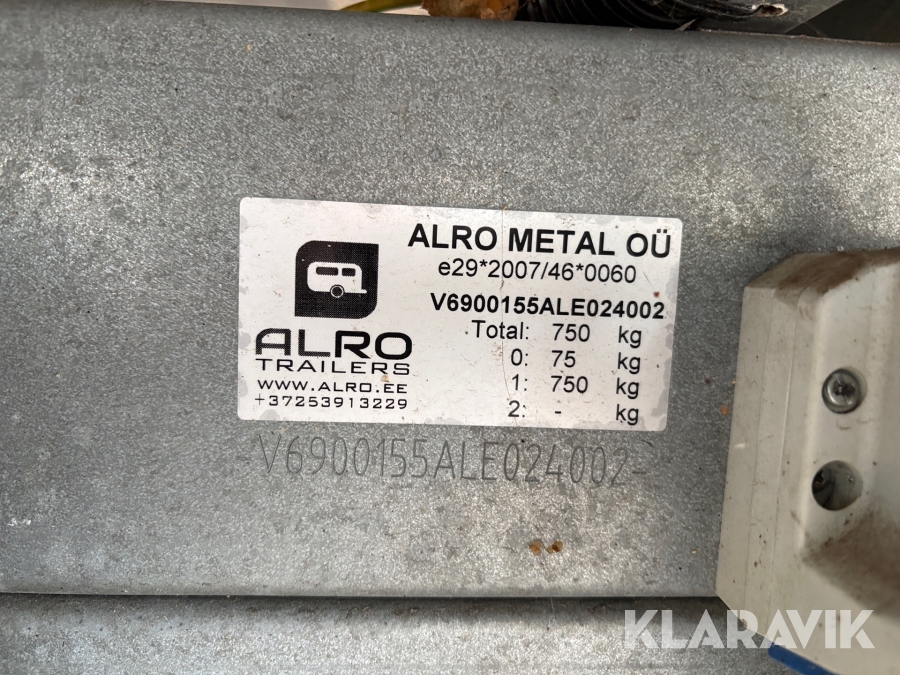 ALRO METAL OÜ
e29*2007/46*0060
V6900155ALE024002
Total: 750 kg
0: 75 kg
1: 750 kg
2: - kg
ALRO
TRAILERS
WWW.ALRO.EE
+37253913229
-V6900155ALE024002-
KLARAVIK